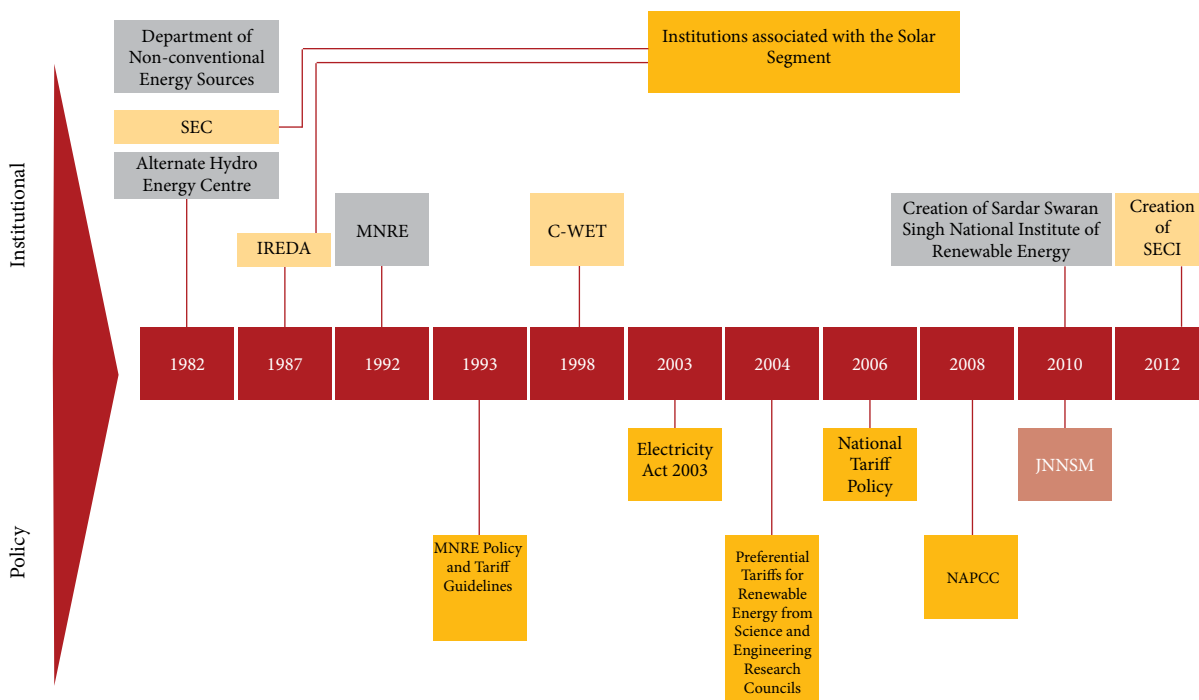 Department of
Non-conventional
Energy Sources
Institutions associated with the Solar
Segment
SEC
Alternate Hydro
Energy Centre
Institutional
IREDA
MNRE
C-WET
Creation of Sardar Swaran
Singh National Institute of
Renewable Energy
Creation
of
SECI
1982
1987
1992
1993
1998
2003
2004
2006
2008
2010
2012
Policy
MNRE Policy
and Tariff
Guidelines
Electricity
Act 2003
Preferential
Tariffs for
Renewable
Energy from
Science and
Engineering
Research
Councils
National
Tariff
Policy
NAPCC
JNNSM